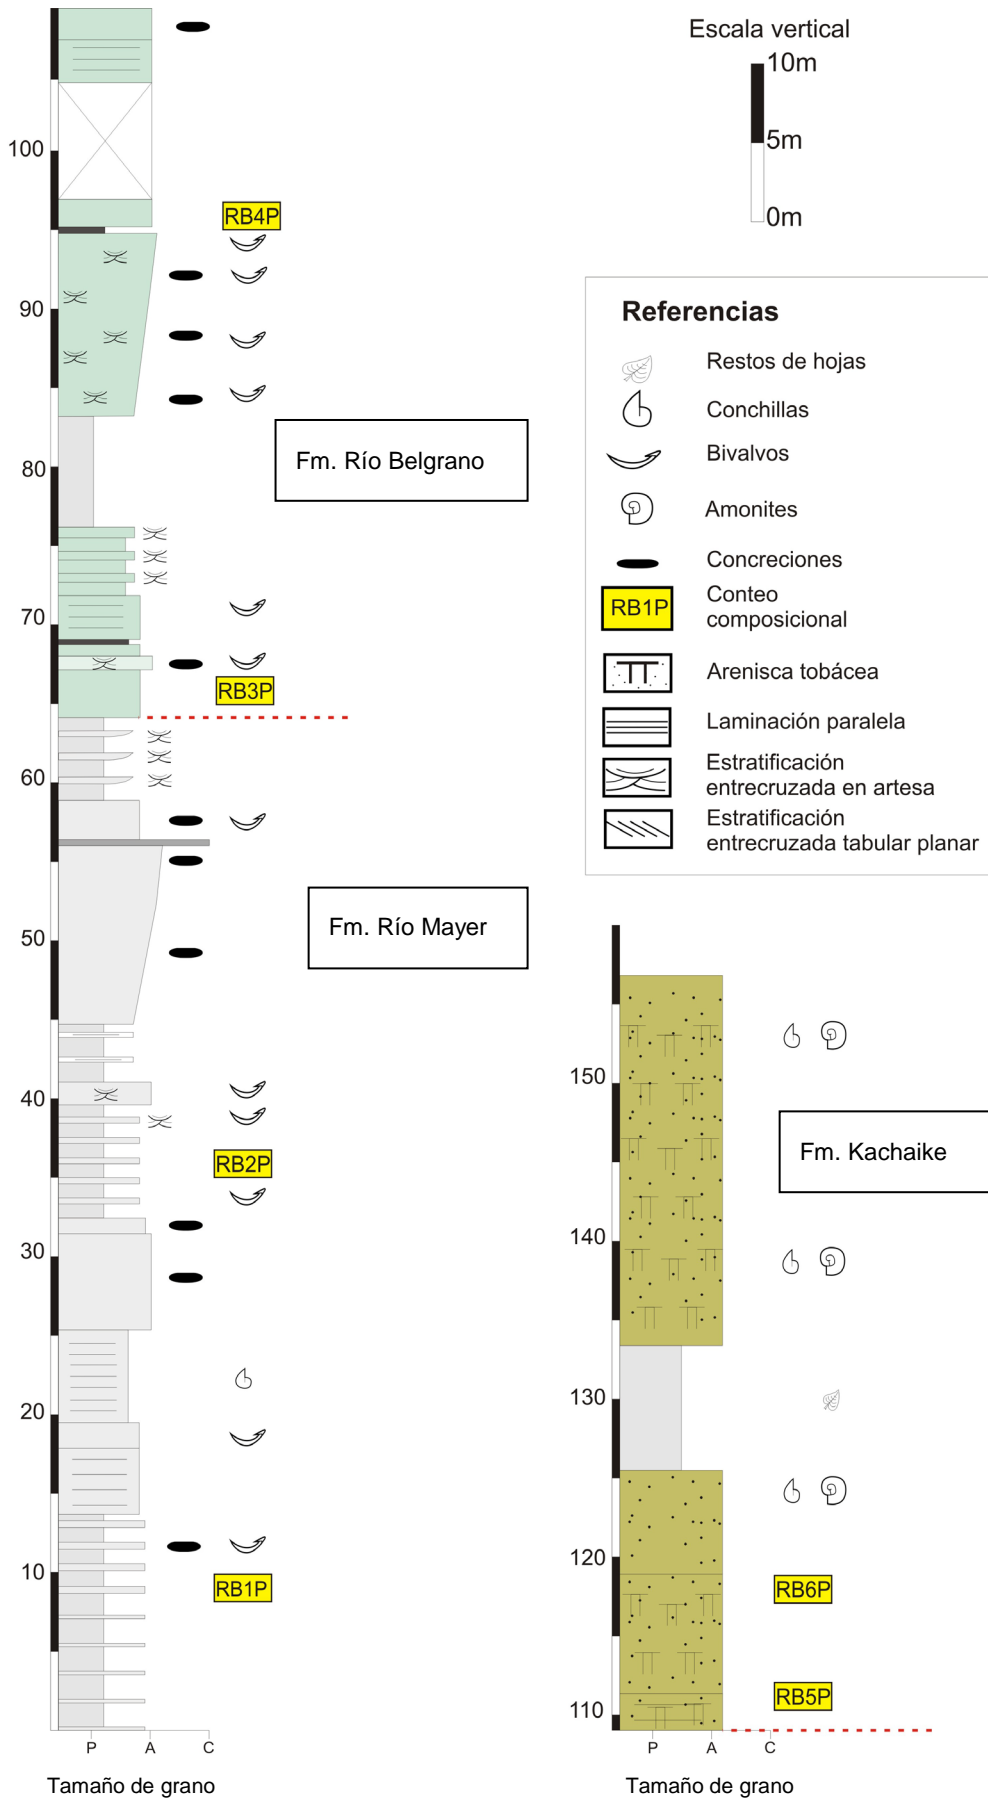 Escala vertical
10m
5m
0m
Referencias
Restos de hojas
Conchillas
Bivalvos
Amonites
Concreciones
RB1P
Conteo
composicional
Arenisca tobácea
Laminación paralela
Estratificación
entrecruzada en artesa
Estratificación
entrecruzada tabular planar
100
RB4P
90
Fm. Río Belgrano
80
70
RB3P
60
Fm. Río Mayer
50
40
RB2P
30
20
10
RB1P
P A C
Tamaño de grano
150
Fm. Kachaike
140
130
120
RB6P
RB5P
110
P A C
Tamaño de grano